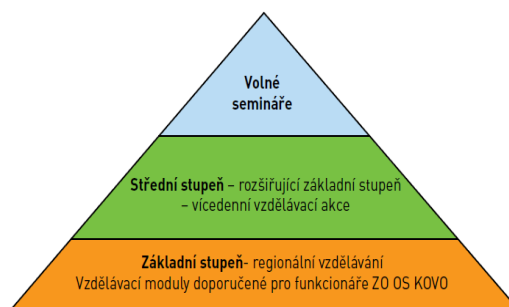 Volné
semináře
Střední stupeň – rozšiřující základní stupeň
– vícedenní vzdělávací akce
Základní stupeň- regionální vzdělávání
Vzdělávací moduly doporučené pro funkcionáře ZO OS KOVO